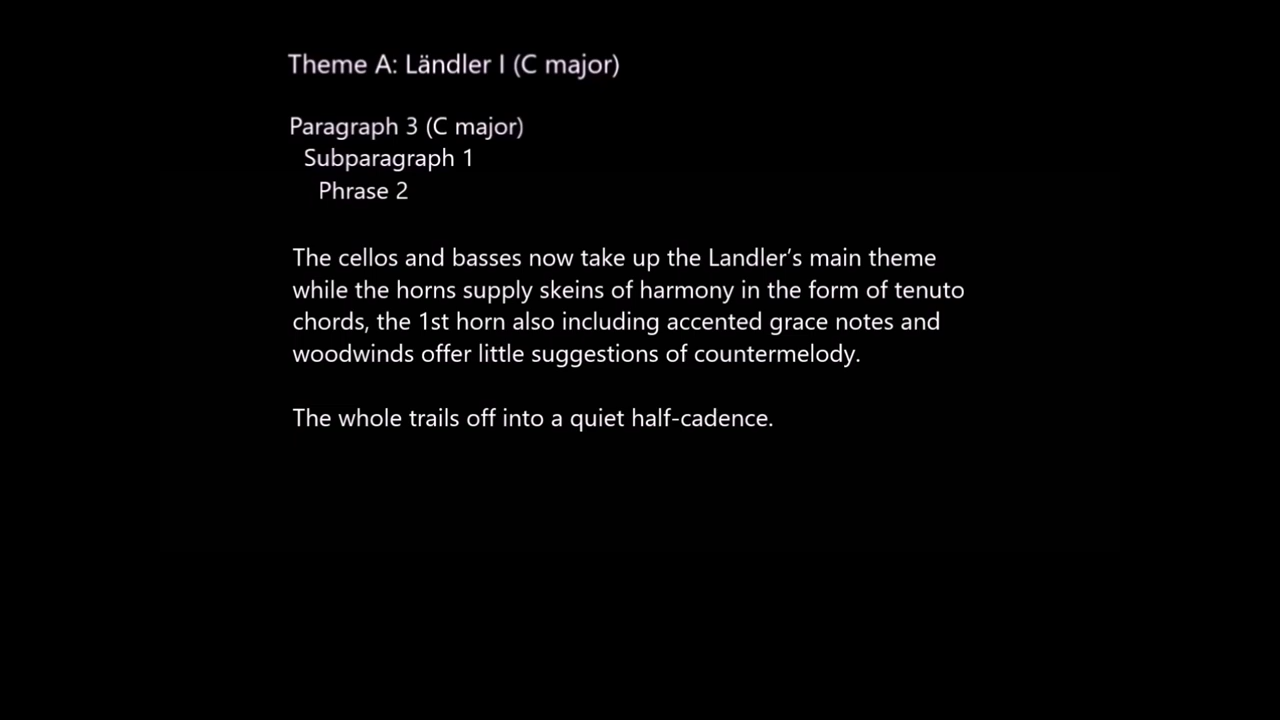 Theme A: Ländler I (C major)
Paragraph 3 (C major)
Subparagraph 1
Phrase 2
The cellos and basses now take up the Landler’s main theme
while the horns supply skeins of harmony in the form of tenuto
chords, the 1st horn also including accented grace notes and
woodwinds offer little suggestions of countermelody.
The whole trails off into a quiet half-cadence.